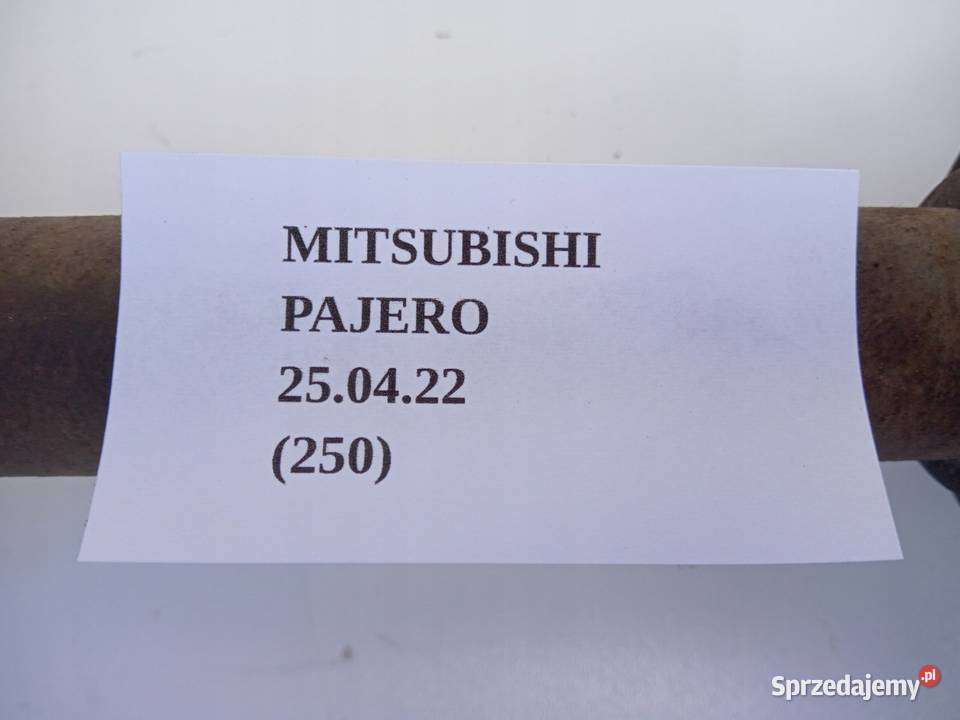 MITSUBISHI
PAJERO
25.04.22
(250)
Sprzedajemy.pl